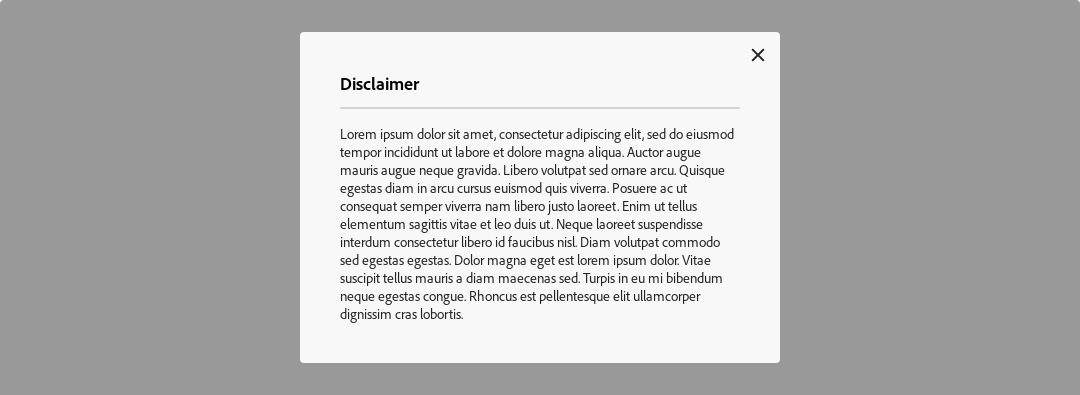 Disclaimer
Lorem ipsum dolor sit amet, consectetur adipiscing elit, sed do eiusmod
tempor incididunt ut labore et dolore magna aliqua. Auctor augue
mauris augue neque gravida. Libero volutpat sed ornare arcu. Quisque
egestas diam in arcu cursus euismod quis viverra. Posuere ac ut
consequat semper viverra nam libero justo laoreet. Enim ut tellus
elementum sagittis vitae et leo duis ut. Neque laoreet suspendisse
interdum consectetur libero id faucibus nisl. Diam volutpat commodo
sed egestas egestas. Dolor magna eget est lorem ipsum dolor. Vitae
suscipit tellus mauris a diam maecenas sed. Turpis in eu mi bibendum
neque egestas congue. Rhoncus est pellentesque elit ullamcorper
dignissim cras lobortis.